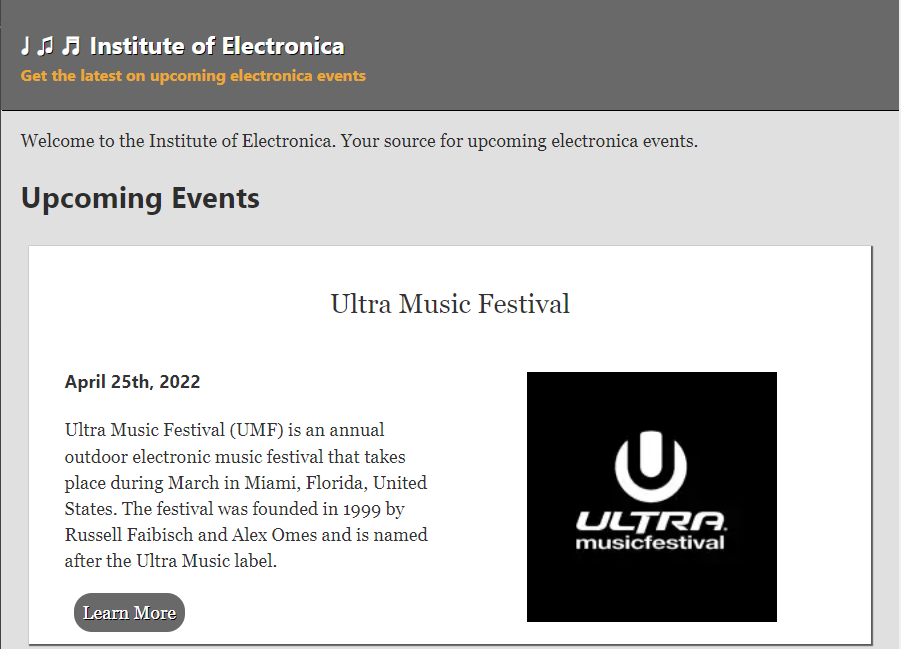 ♩ ♫ ♬ Institute of Electronica
Get the latest on upcoming electronica events
Welcome to the Institute of Electronica. Your source for upcoming electronica events.
Upcoming Events
Ultra Music Festival
April 25th, 2022
Ultra Music Festival (UMF) is an annual
outdoor electronic music festival that takes
place during March in Miami, Florida, United
States. The festival was founded in 1999 by
Russell Faibisch and Alex Omes and is named
after the Ultra Music label.
Learn More
ULTRA.
musicfestival